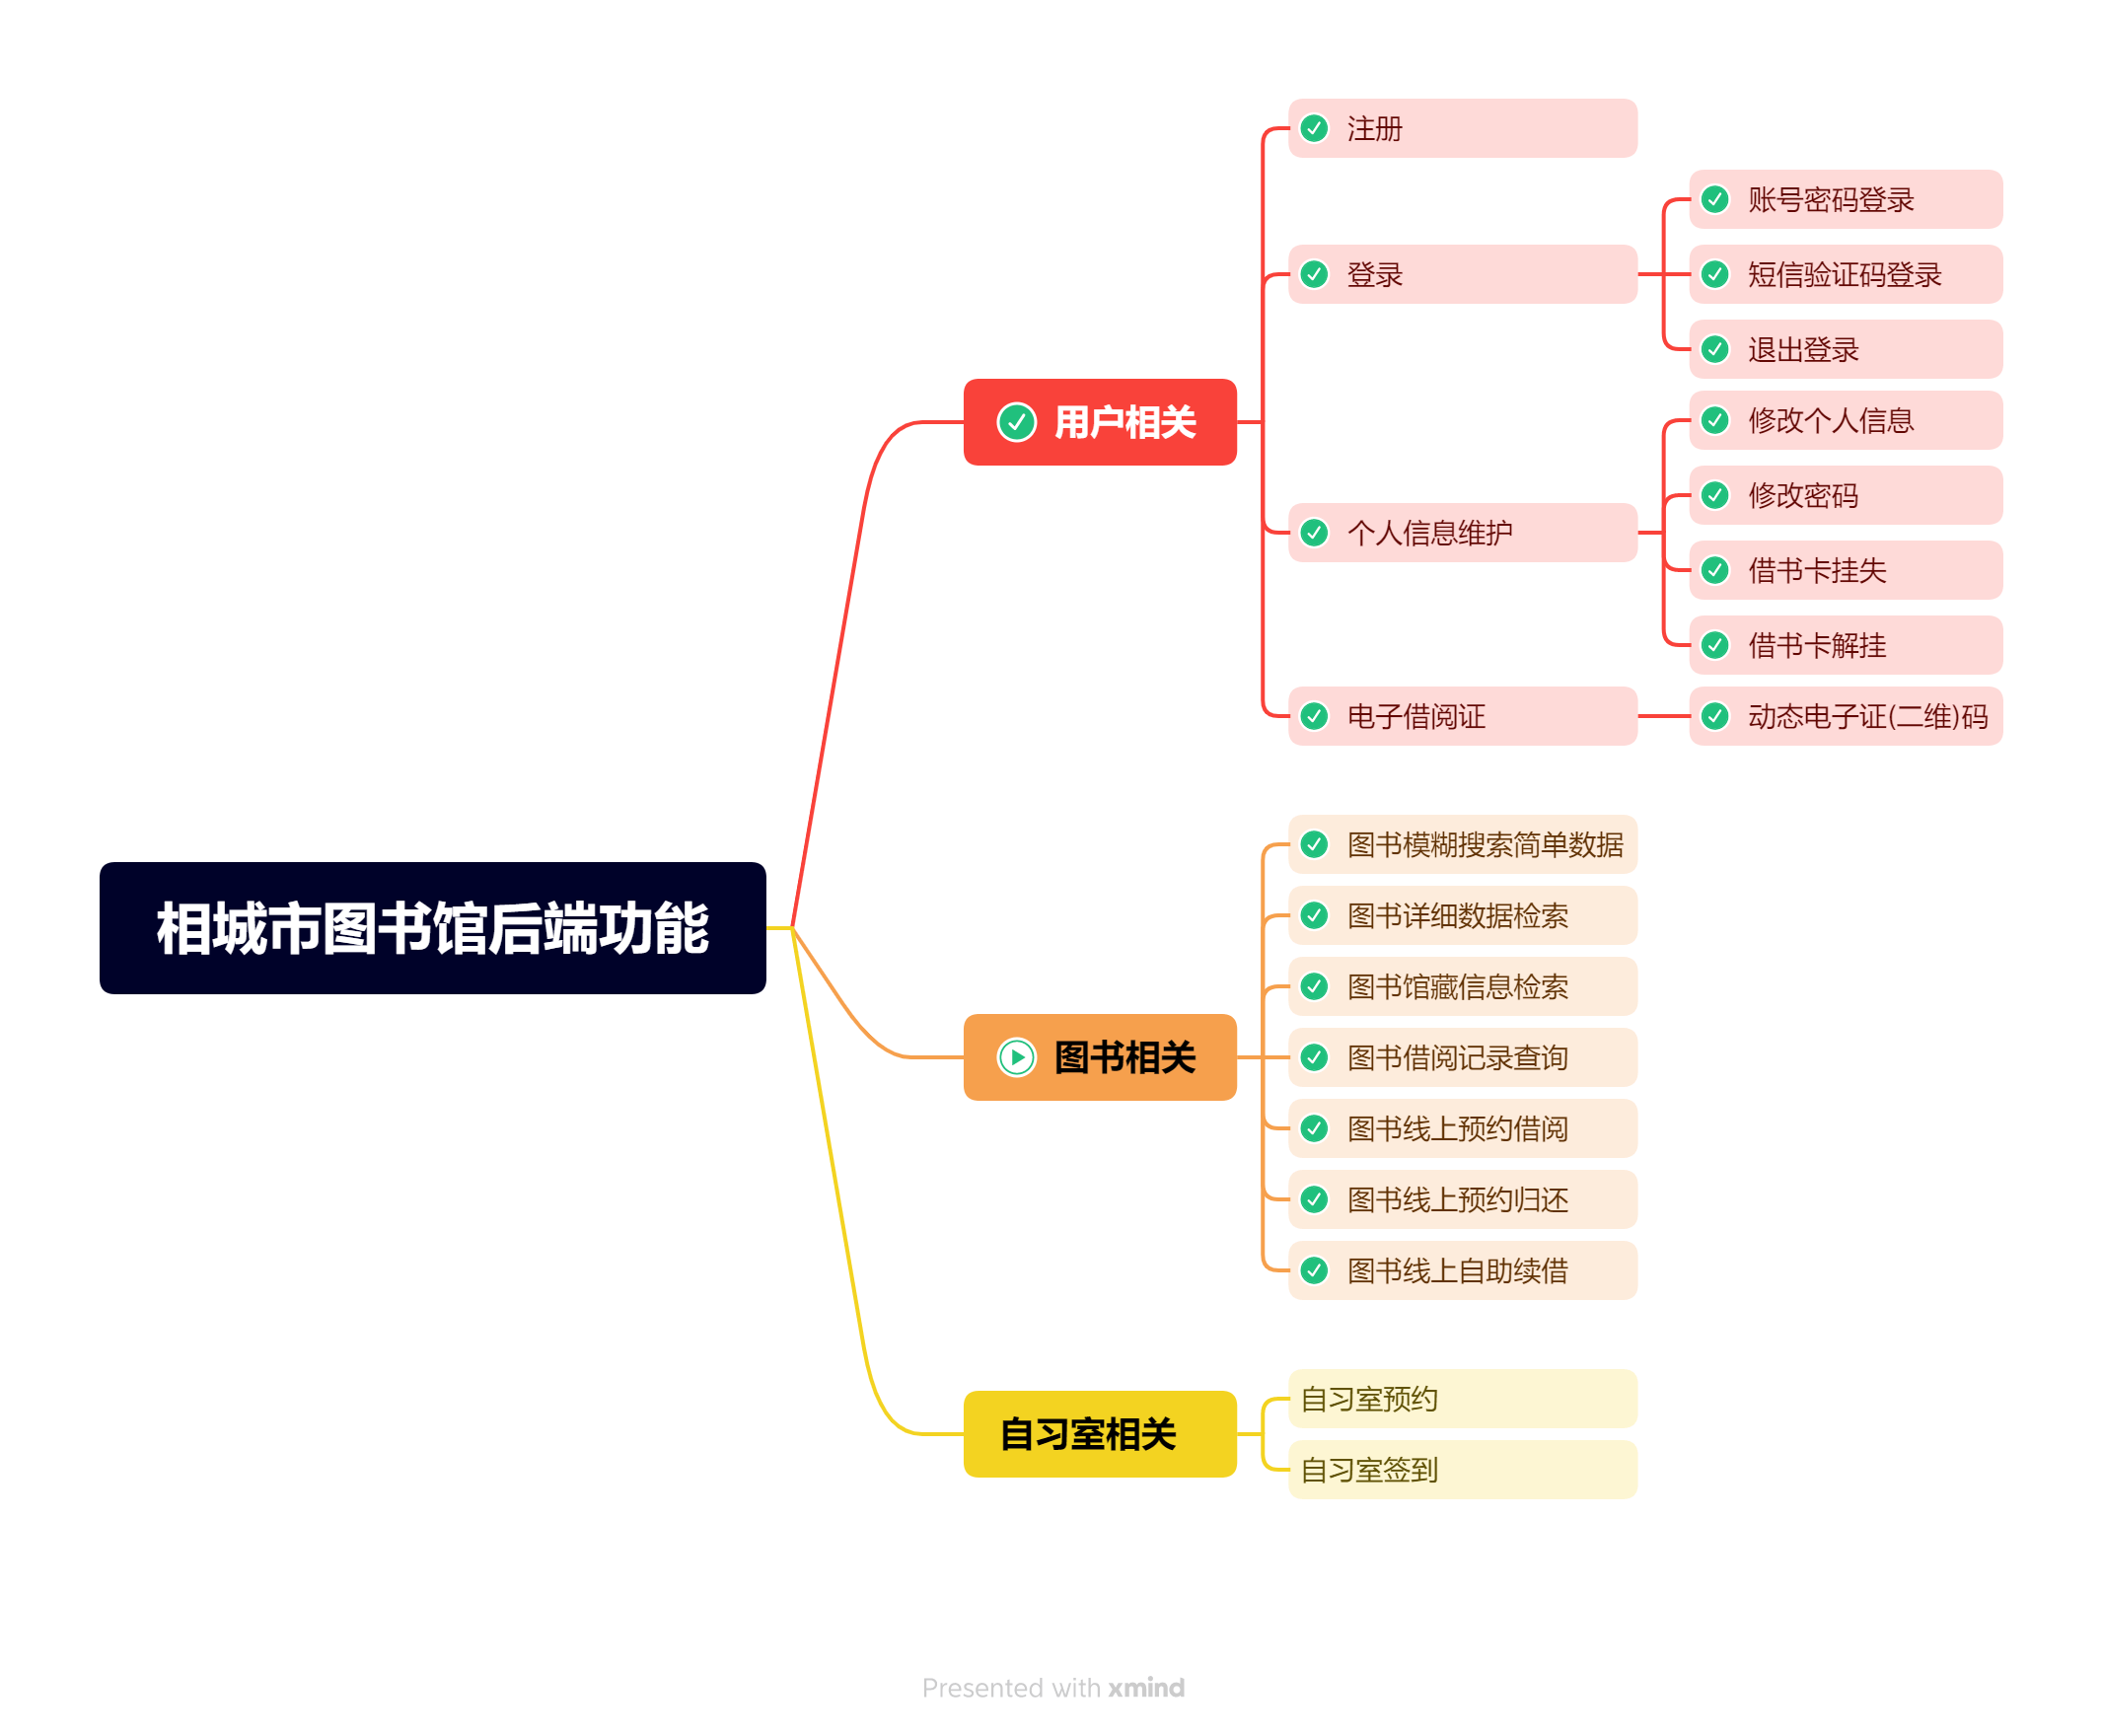 相城市图书馆后端功能
用户相关
注册
登录
账号密码登录
短信验证码登录
退出登录
个人信息维护
修改个人信息
修改密码
借书卡挂失
借书卡解挂
电子借阅证
动态电子证(二维)码
图书相关
图书模糊搜索简单数据
图书详细数据检索
图书馆藏信息检索
图书借阅记录查询
图书线上预约借阅
图书线上预约归还
图书线上自助续借
自习室相关
自习室预约
自习室签到
Presented with xmind